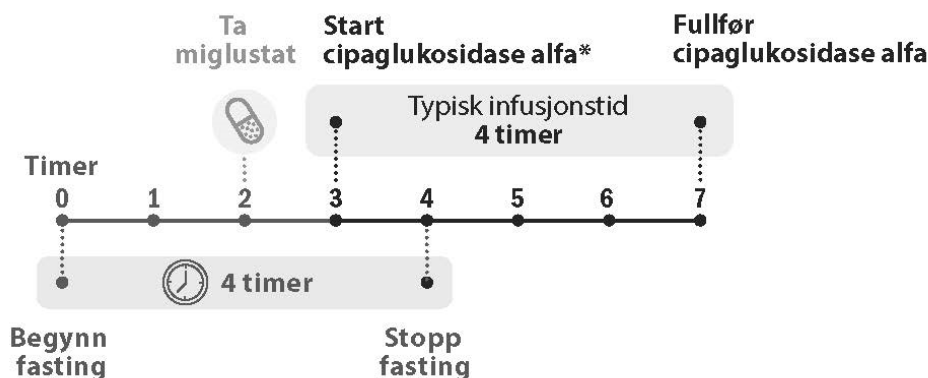 Ta
miglustat
Start
cipaglukosidase alfa*
Fullfør
cipaglukosidase alfa
Typisk infusjonstid
4 timer
Timer
0 1 2 3 4 5 6 7
4 timer
Begynn
fasting
Stopp
fasting